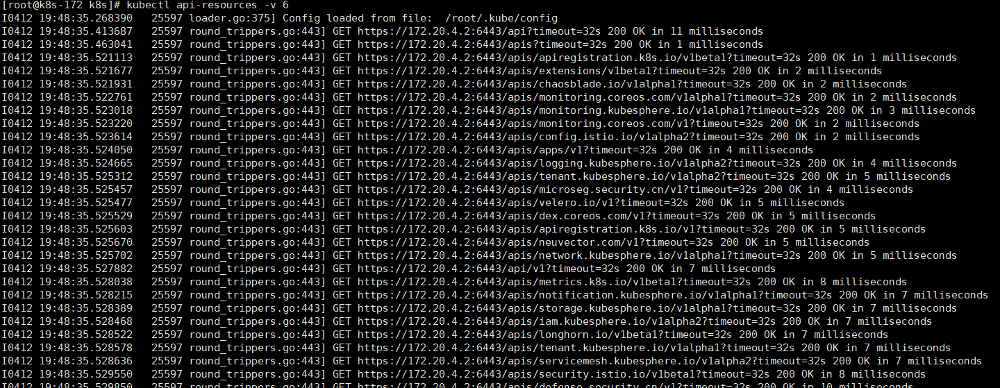 [root@k8s-172 k8s]# kubectl api-resources -v 6
I0412 19:48:35.268390   25597 loader.go:375] Config loaded from file:  /root/.kube/config
I0412 19:48:35.413687   25597 round_trippers.go:443] GET https://172.20.4.2:6443/api?timeout=32s 200 OK in 11 milliseconds
I0412 19:48:35.463041   25597 round_trippers.go:443] GET https://172.20.4.2:6443/apis?timeout=32s 200 OK in 1 milliseconds
I0412 19:48:35.521113   25597 round_trippers.go:443] GET https://172.20.4.2:6443/apis/apiregistration.k8s.io/v1beta1?timeout=32s 200 OK in 1 milliseconds
I0412 19:48:35.521677   25597 round_trippers.go:443] GET https://172.20.4.2:6443/apis/extensions/v1beta1?timeout=32s 200 OK in 2 milliseconds
I0412 19:48:35.521931   25597 round_trippers.go:443] GET https://172.20.4.2:6443/apis/chaosblade.io/v1alpha1?timeout=32s 200 OK in 2 milliseconds
I0412 19:48:35.522761   25597 round_trippers.go:443] GET https://172.20.4.2:6443/apis/monitoring.coreos.com/v1alpha1?timeout=32s 200 OK in 2 milliseconds
I0412 19:48:35.523018   25597 round_trippers.go:443] GET https://172.20.4.2:6443/apis/monitoring.kubesphere.io/v1alpha1?timeout=32s 200 OK in 3 milliseconds
I0412 19:48:35.523220   25597 round_trippers.go:443] GET https://172.20.4.2:6443/apis/monitoring.coreos.com/v1?timeout=32s 200 OK in 2 milliseconds
I0412 19:48:35.523614   25597 round_trippers.go:443] GET https://172.20.4.2:6443/apis/config.istio.io/v1alpha2?timeout=32s 200 OK in 2 milliseconds
I0412 19:48:35.524050   25597 round_trippers.go:443] GET https://172.20.4.2:6443/apis/apps/v1?timeout=32s 200 OK in 4 milliseconds
I0412 19:48:35.524665   25597 round_trippers.go:443] GET https://172.20.4.2:6443/apis/logging.kubesphere.io/v1alpha2?timeout=32s 200 OK in 4 milliseconds
I0412 19:48:35.525312   25597 round_trippers.go:443] GET https://172.20.4.2:6443/apis/tenant.kubesphere.io/v1alpha2?timeout=32s 200 OK in 5 milliseconds
I0412 19:48:35.525457   25597 round_trippers.go:443] GET https://172.20.4.2:6443/apis/microseg.security.cn/v1?timeout=32s 200 OK in 4 milliseconds
I0412 19:48:35.525477   25597 round_trippers.go:443] GET https://172.20.4.2:6443/apis/velero.io/v1?timeout=32s 200 OK in 5 milliseconds
I0412 19:48:35.525529   25597 round_trippers.go:443] GET https://172.20.4.2:6443/apis/dex.coreos.com/v1?timeout=32s 200 OK in 5 milliseconds
I0412 19:48:35.525603   25597 round_trippers.go:443] GET https://172.20.4.2:6443/apis/apiregistration.k8s.io/v1?timeout=32s 200 OK in 5 milliseconds
I0412 19:48:35.525670   25597 round_trippers.go:443] GET https://172.20.4.2:6443/apis/neuvector.com/v1?timeout=32s 200 OK in 5 milliseconds
I0412 19:48:35.525702   25597 round_trippers.go:443] GET https://172.20.4.2:6443/apis/network.kubesphere.io/v1alpha1?timeout=32s 200 OK in 5 milliseconds
I0412 19:48:35.527882   25597 round_trippers.go:443] GET https://172.20.4.2:6443/api/v1?timeout=32s 200 OK in 7 milliseconds
I0412 19:48:35.528038   25597 round_trippers.go:443] GET https://172.20.4.2:6443/apis/metrics.k8s.io/v1beta1?timeout=32s 200 OK in 8 milliseconds
I0412 19:48:35.528215   25597 round_trippers.go:443] GET https://172.20.4.2:6443/apis/notification.kubesphere.io/v1alpha1?timeout=32s 200 OK in 7 milliseconds
I0412 19:48:35.528389   25597 round_trippers.go:443] GET https://172.20.4.2:6443/apis/storage.kubesphere.io/v1alpha1?timeout=32s 200 OK in 7 milliseconds
I0412 19:48:35.528468   25597 round_trippers.go:443] GET https://172.20.4.2:6443/apis/iam.kubesphere.io/v1alpha2?timeout=32s 200 OK in 7 milliseconds
I0412 19:48:35.528522   25597 round_trippers.go:443] GET https://172.20.4.2:6443/apis/longhorn.io/v1beta1?timeout=32s 200 OK in 7 milliseconds
I0412 19:48:35.528578   25597 round_trippers.go:443] GET https://172.20.4.2:6443/apis/tenant.kubesphere.io/v1alpha1?timeout=32s 200 OK in 7 milliseconds
I0412 19:48:35.528636   25597 round_trippers.go:443] GET https://172.20.4.2:6443/apis/servicemesh.kubesphere.io/v1alpha2?timeout=32s 200 OK in 7 milliseconds
I0412 19:48:35.529550   25597 round_trippers.go:443] GET https://172.20.4.2:6443/apis/security.istio.io/v1beta1?timeout=32s 200 OK in 8 milliseconds
I0412 19:48:35.529850   25597 round_trippers.go:443] GET https://172.20.4.2:6443/apis/defense.security.cn/v1?timeout=32s 200 OK in 10 milliseconds